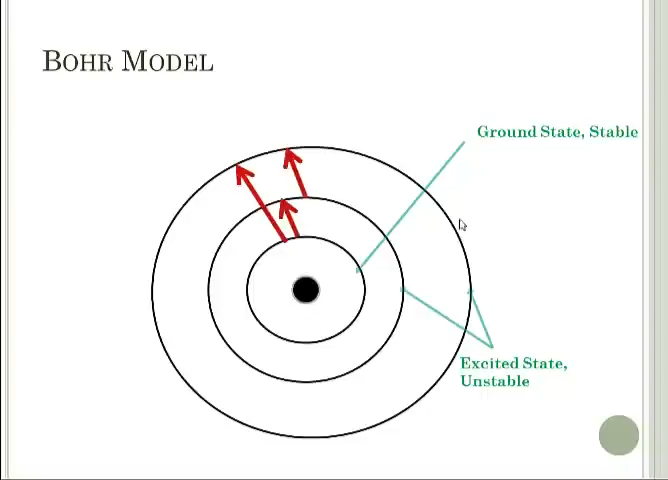 BOHR MODEL
Ground State, Stable
Excited State,
Unstable